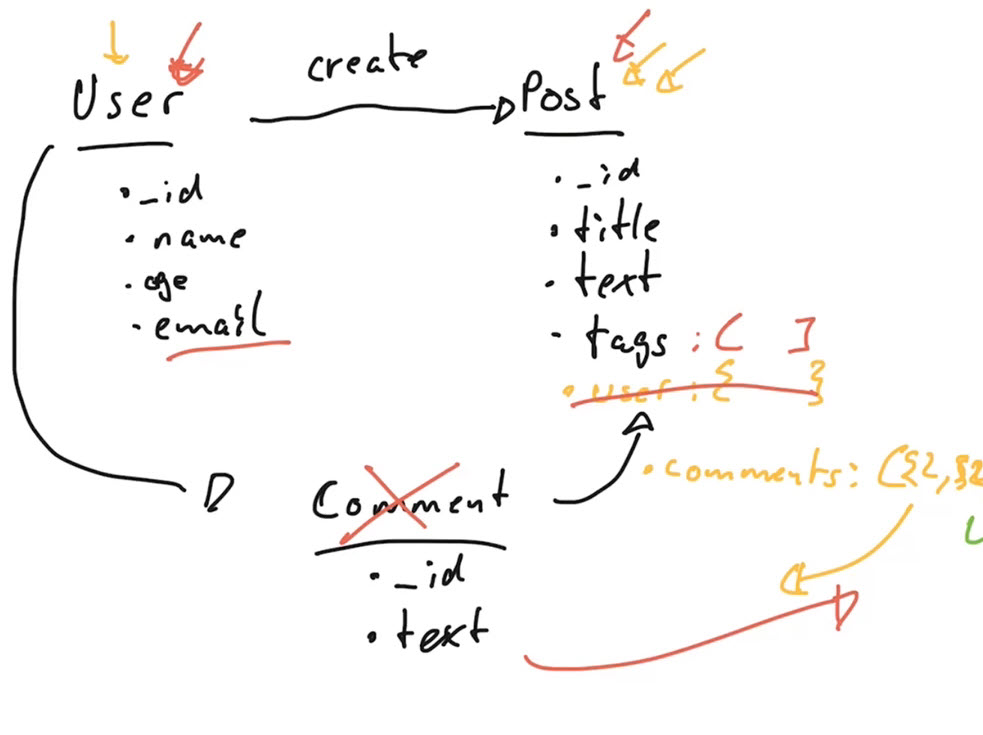 User
create
Post
• _id
• name
• age
• email
• _id
• title
• text
• tags : [ ]
• user : { }
Comment
• _id
• text
• comments : [{},{}